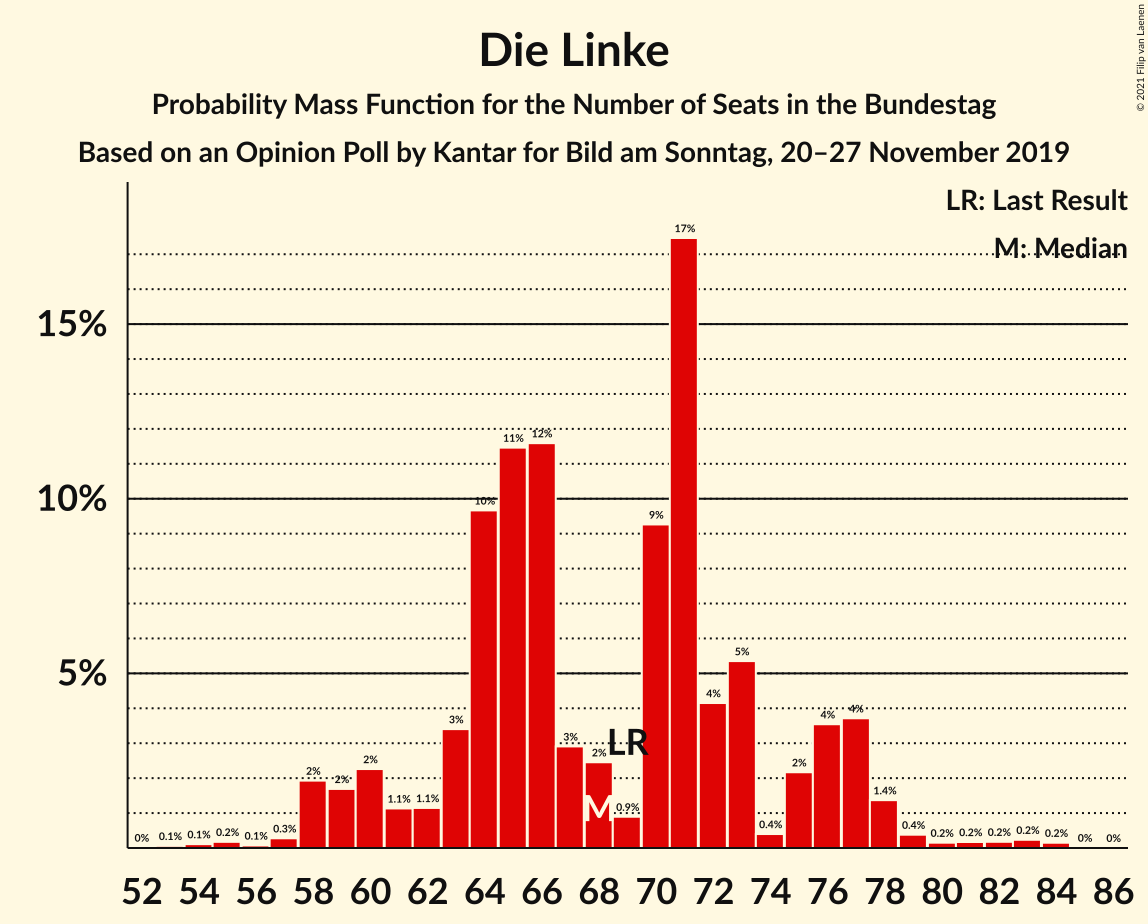 Die Linke
Probability Mass Function for the Number of Seats in the Bundestag
Based on an Opinion Poll by Kantar for Bild am Sonntag, 20–27 November 2019
© 2021 Filip van Laenen
LR: Last Result
M: Median
15%
10%
5%
0% 0.1% 0.1% 0.2% 0.1% 0.3% 2% 2% 2% 1.1% 1.1% 3% 10% 11% 12% 3% 2% 0.9% 9% 17% 4% 5% 0.4% 2% 4% 4% 1.4% 0.4% 0.2% 0.2% 0.2% 0.2% 0.2% 0% 0%
LR
M
52 54 56 58 60 62 64 66 68 70 72 74 76 78 80 82 84 86